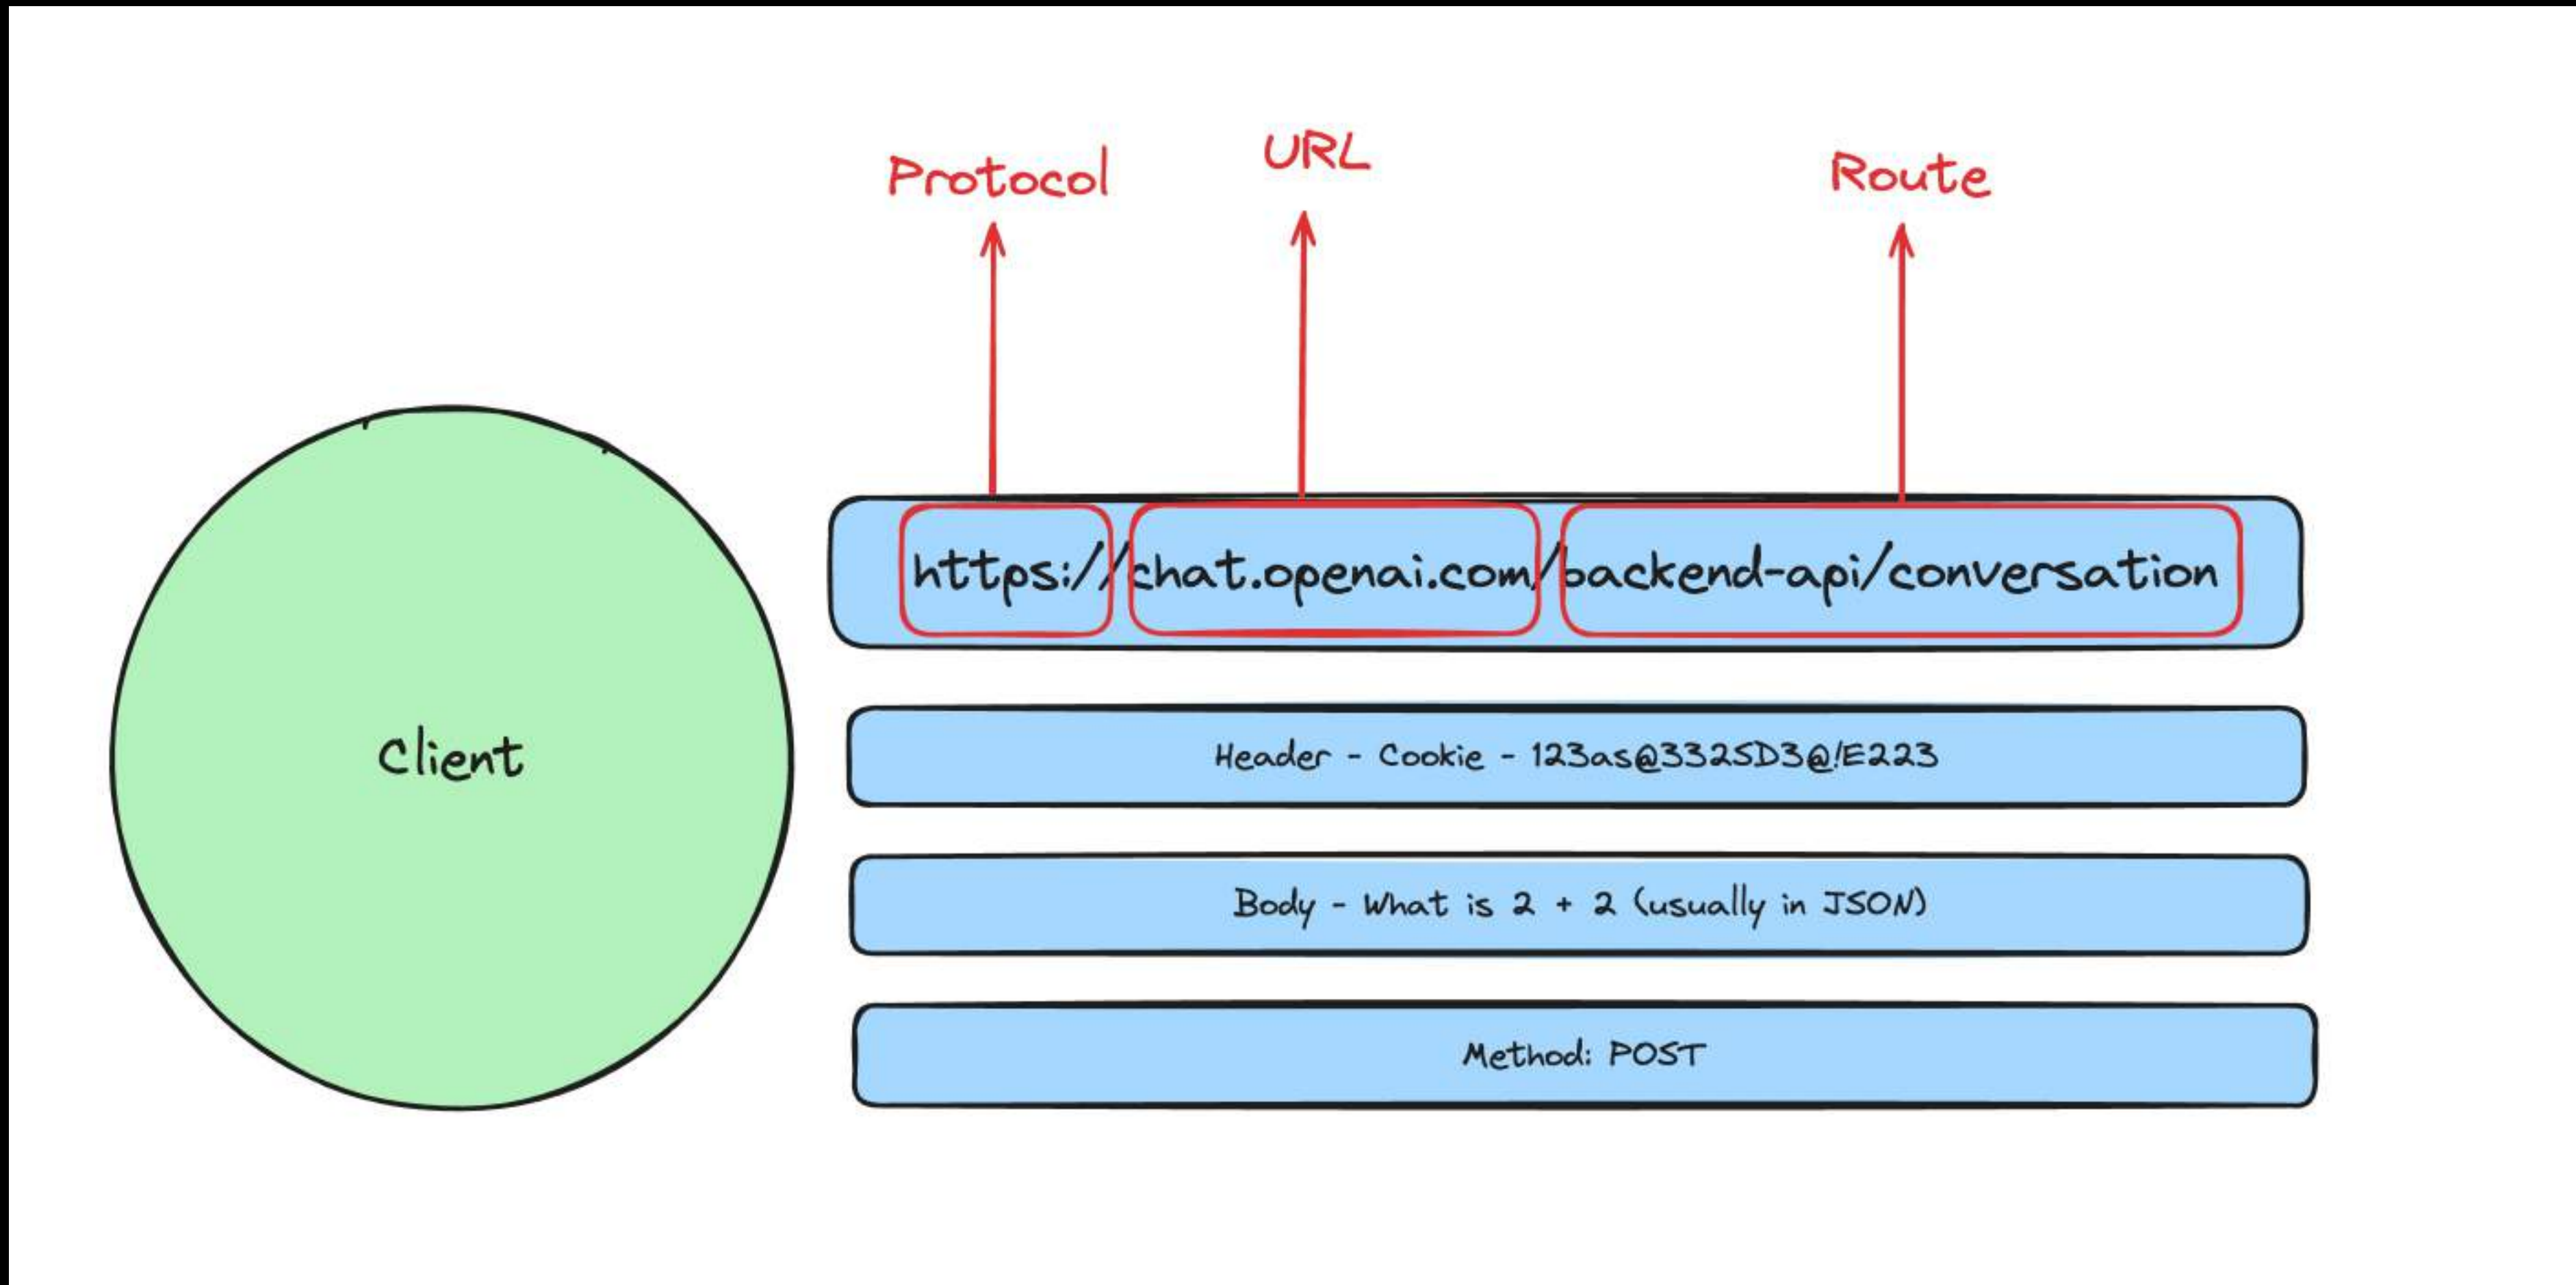 Protocol
URL
Route
https://chat.openai.com/backend-api/conversation
Client
Header - Cookie - 123as@3325D3@!E223
Body - What is 2 + 2 (usually in JSON)
Method: POST